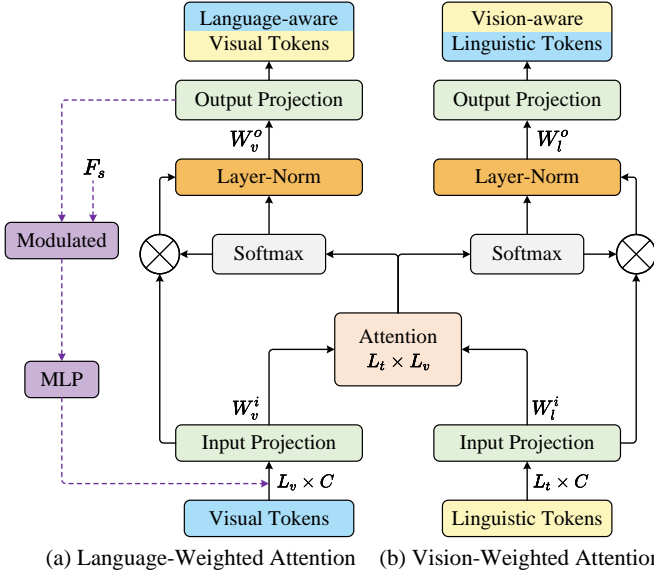 Language-aware
Visual Tokens
Vision-aware
Linguistic Tokens
Output Projection
Output Projection
W_v^o
W_l^o
F_s
Layer-Norm
Layer-Norm
Modulated
Softmax
Softmax
Attention
L_t × L_v
MLP
W_v^i
W_l^i
Input Projection
Input Projection
L_v × C
L_t × C
Visual Tokens
Linguistic Tokens
(a) Language-Weighted Attention
(b) Vision-Weighted Attention